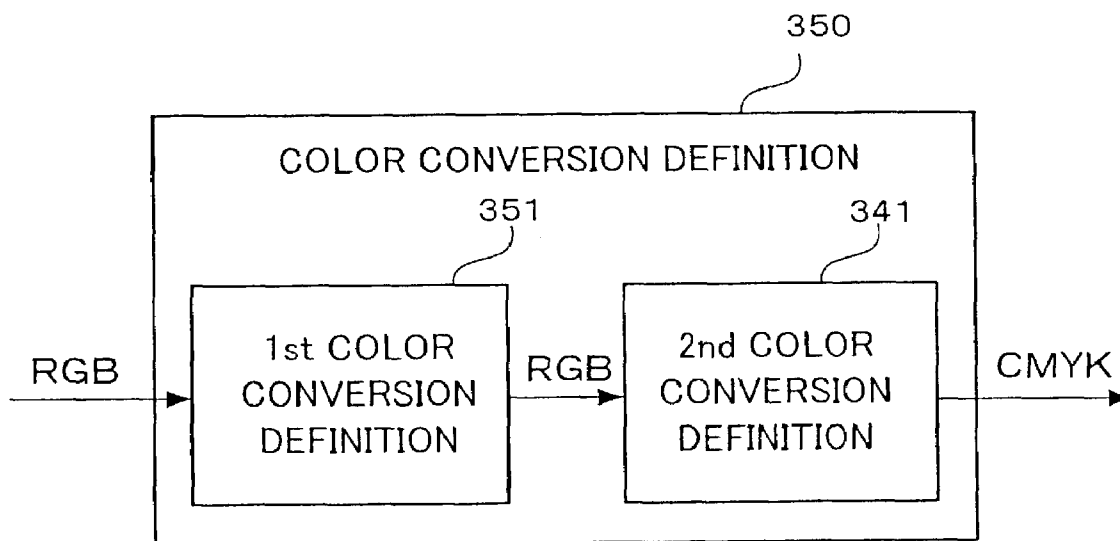 350
COLOR CONVERSION DEFINITION
351
341
RGB
1st COLOR
CONVERSION
DEFINITION
RGB
2nd COLOR
CONVERSION
DEFINITION
CMYK